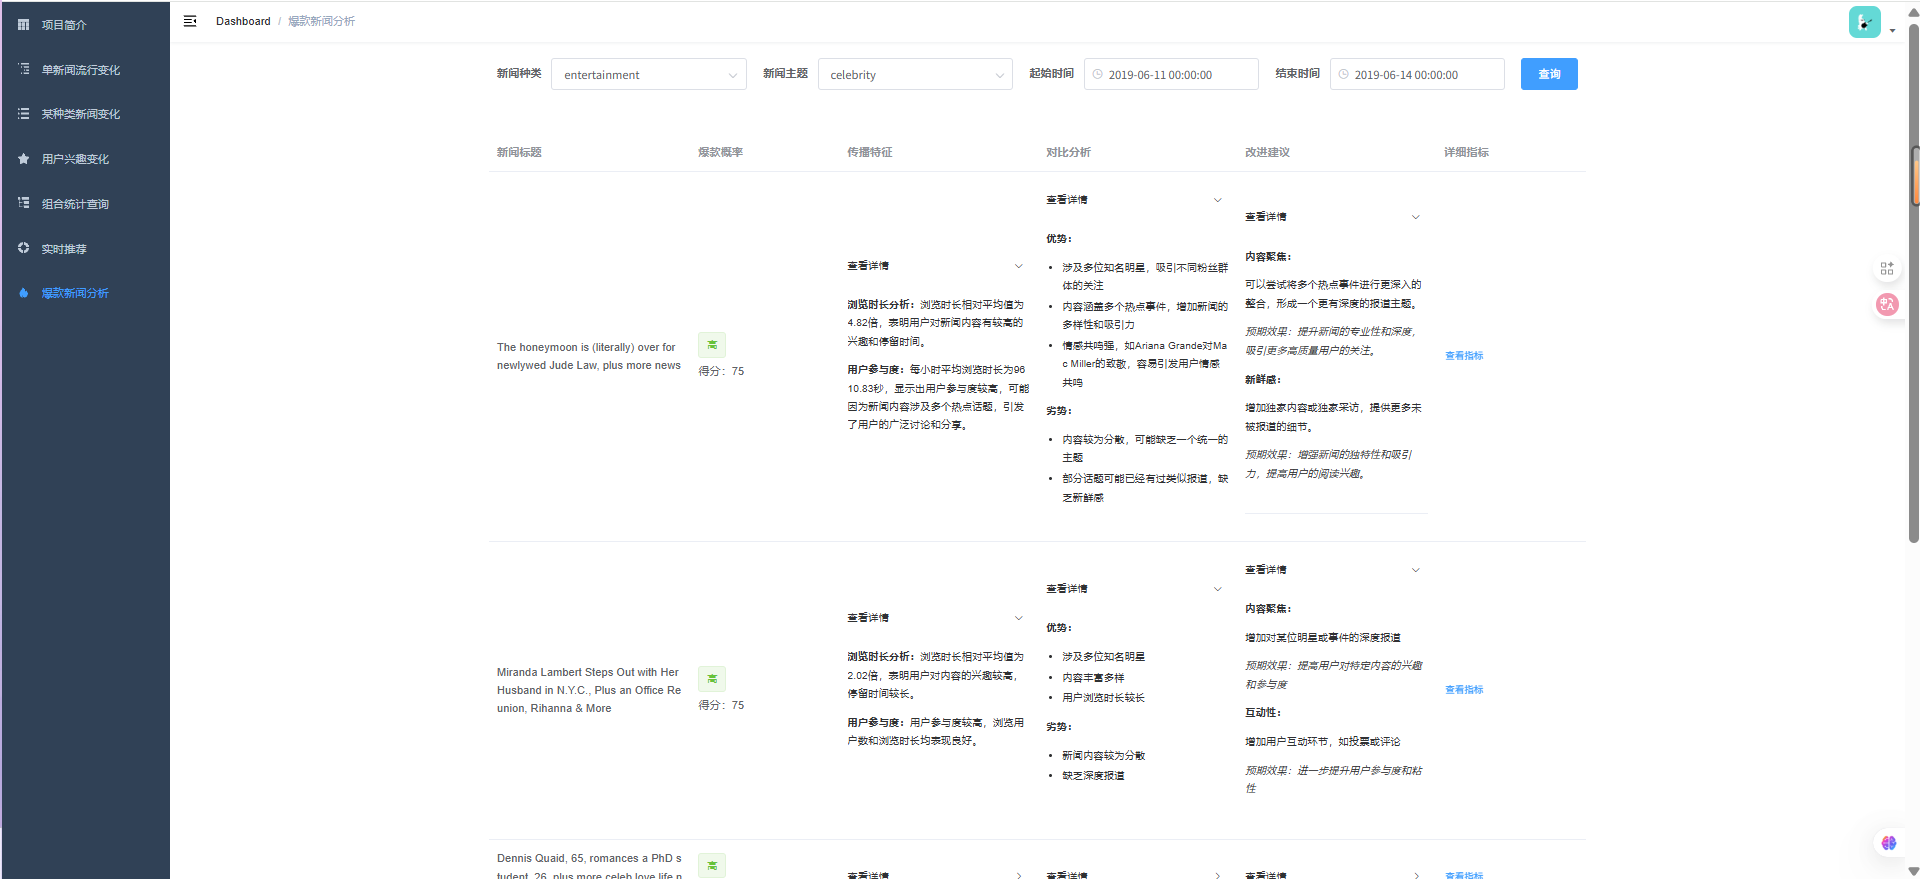 项目简介
单新闻流行变化
某种类新闻变化
用户兴趣变化
组合统计查询
实时推荐
爆款新闻分析
Dashboard / 爆款新闻分析
新闻种类 entertainment 新闻主题 celebrity 起始时间 2019-06-11 00:00:00 结束时间 2019-06-14 00:00:00 查询
新闻标题 爆款概率 传播特征 对比分析 改进建议 详细指标
The honeymoon is (literally) over for
newlywed Jude Law, plus more news
高
得分：75
查看详情
浏览时长分析：浏览时长相对平均值为
4.82倍，表明用户对新闻内容有较高的
兴趣和停留时间。
用户参与度：每小时平均浏览时长为96
10.83秒，显示出用户参与度较高，可能
因为新闻内容涉及多个热点话题，引发
了用户的广泛讨论和分享。
查看详情
优势：
• 涉及多位知名明星，吸引不同粉丝群
体的关注
• 内容涵盖多个热点事件，增加新闻的
多样性和吸引力
• 情感共鸣强，如Ariana Grande对Ma
c Miller的致敬，容易引发用户情感
共鸣
劣势：
• 内容较为分散，可能缺乏一个统一的
主题
• 部分话题可能已经有过类似报道，缺
乏新鲜感
查看详情
内容聚焦：
可以尝试将多个热点事件进行更深入的
整合，形成一个更有深度的报道主题。
预期效果：提升新闻的专业性和深度，
吸引更多高质量用户的关注。
新鲜感：
增加独家内容或独家采访，提供更多未
被报道的细节。
预期效果：增强新闻的独特性和吸引
力，提高用户的阅读兴趣。
查看指标
Miranda Lambert Steps Out with Her
Husband in N.Y.C., Plus an Office Re
union, Rihanna & More
高
得分：75
查看详情
浏览时长分析：浏览时长相对平均值为
2.02倍，表明用户对内容的兴趣较高，
停留时间较长。
用户参与度：用户参与度较高，浏览用
户数和浏览时长均表现良好。
查看详情
优势：
• 涉及多位知名明星
• 内容丰富多样
• 用户浏览时长较长
劣势：
• 新闻内容较为分散
• 缺乏深度报道
查看详情
内容聚焦：
增加对某位明星或事件的深度报道
预期效果：提高用户对特定内容的兴趣
和参与度
互动性：
增加用户互动环节，如投票或评论
预期效果：进一步提升用户参与度和粘
性
查看指标
Dennis Quaid, 65, romances a PhD s
tudent, 26, plus more celeb love life n
高
查看详情
查看详情
查看详情
查看指标